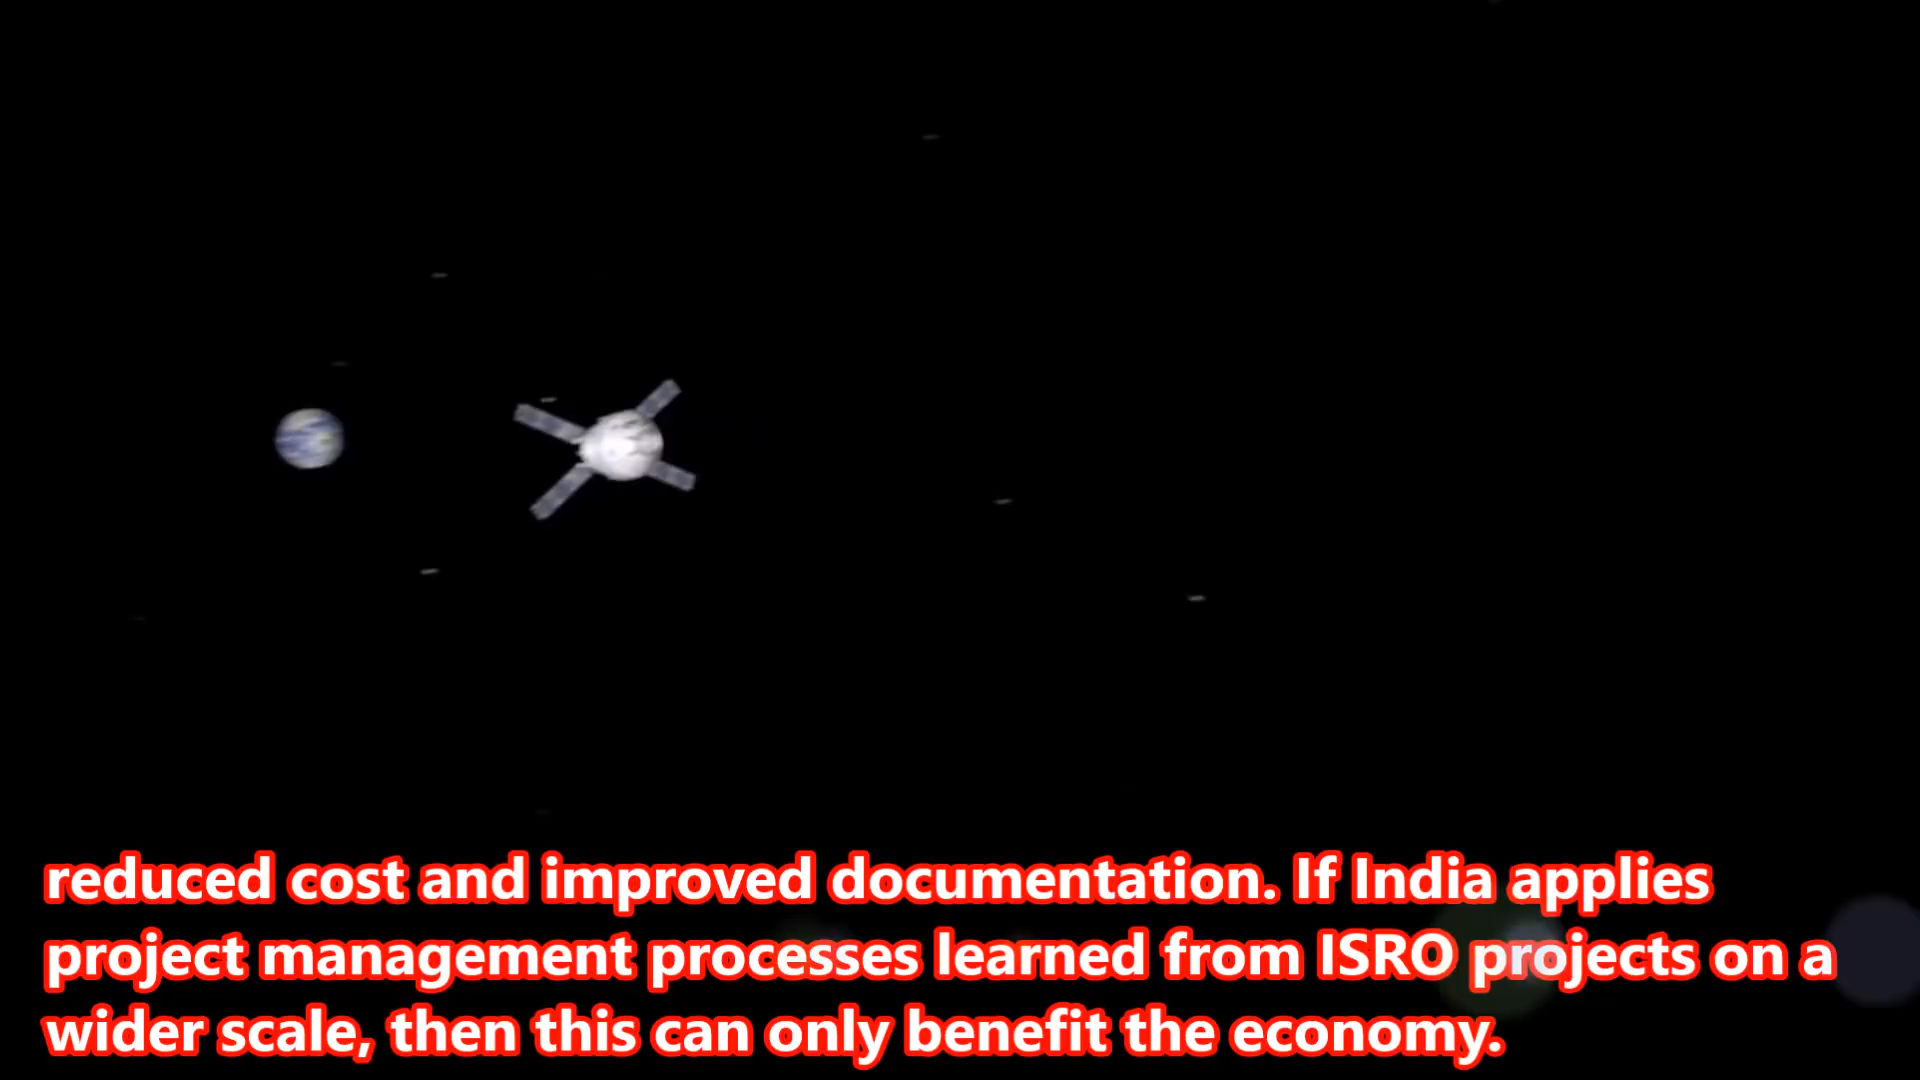 reduced cost and improved documentation. If India applies
project management processes learned from ISRO projects on a
wider scale, then this can only benefit the economy.